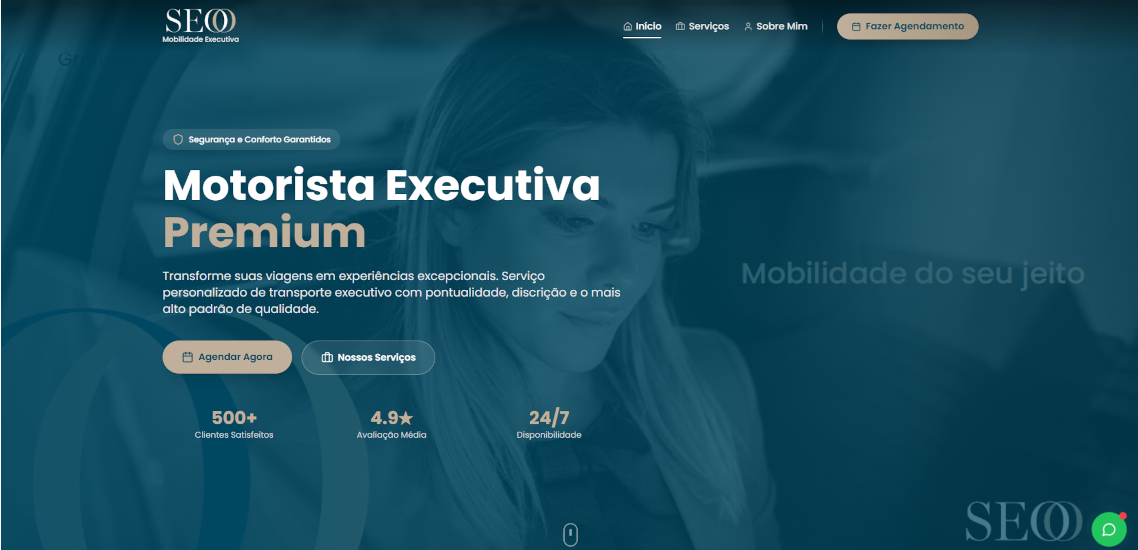 SEOO
Mobilidade Executiva
Início
Serviços
Sobre Mim
Fazer Agendamento
Segurança e Conforto Garantidos
Motorista Executiva
Premium
Mobilidade do seu jeito
Transforme suas viagens em experiências excepcionais. Serviço
personalizado de transporte executivo com pontualidade, discrição e o mais
alto padrão de qualidade.
Agendar Agora
Nossos Serviços
500+
Clientes Satisfeitos
4.9★
Avaliação Média
24/7
Disponibilidade
SEOO